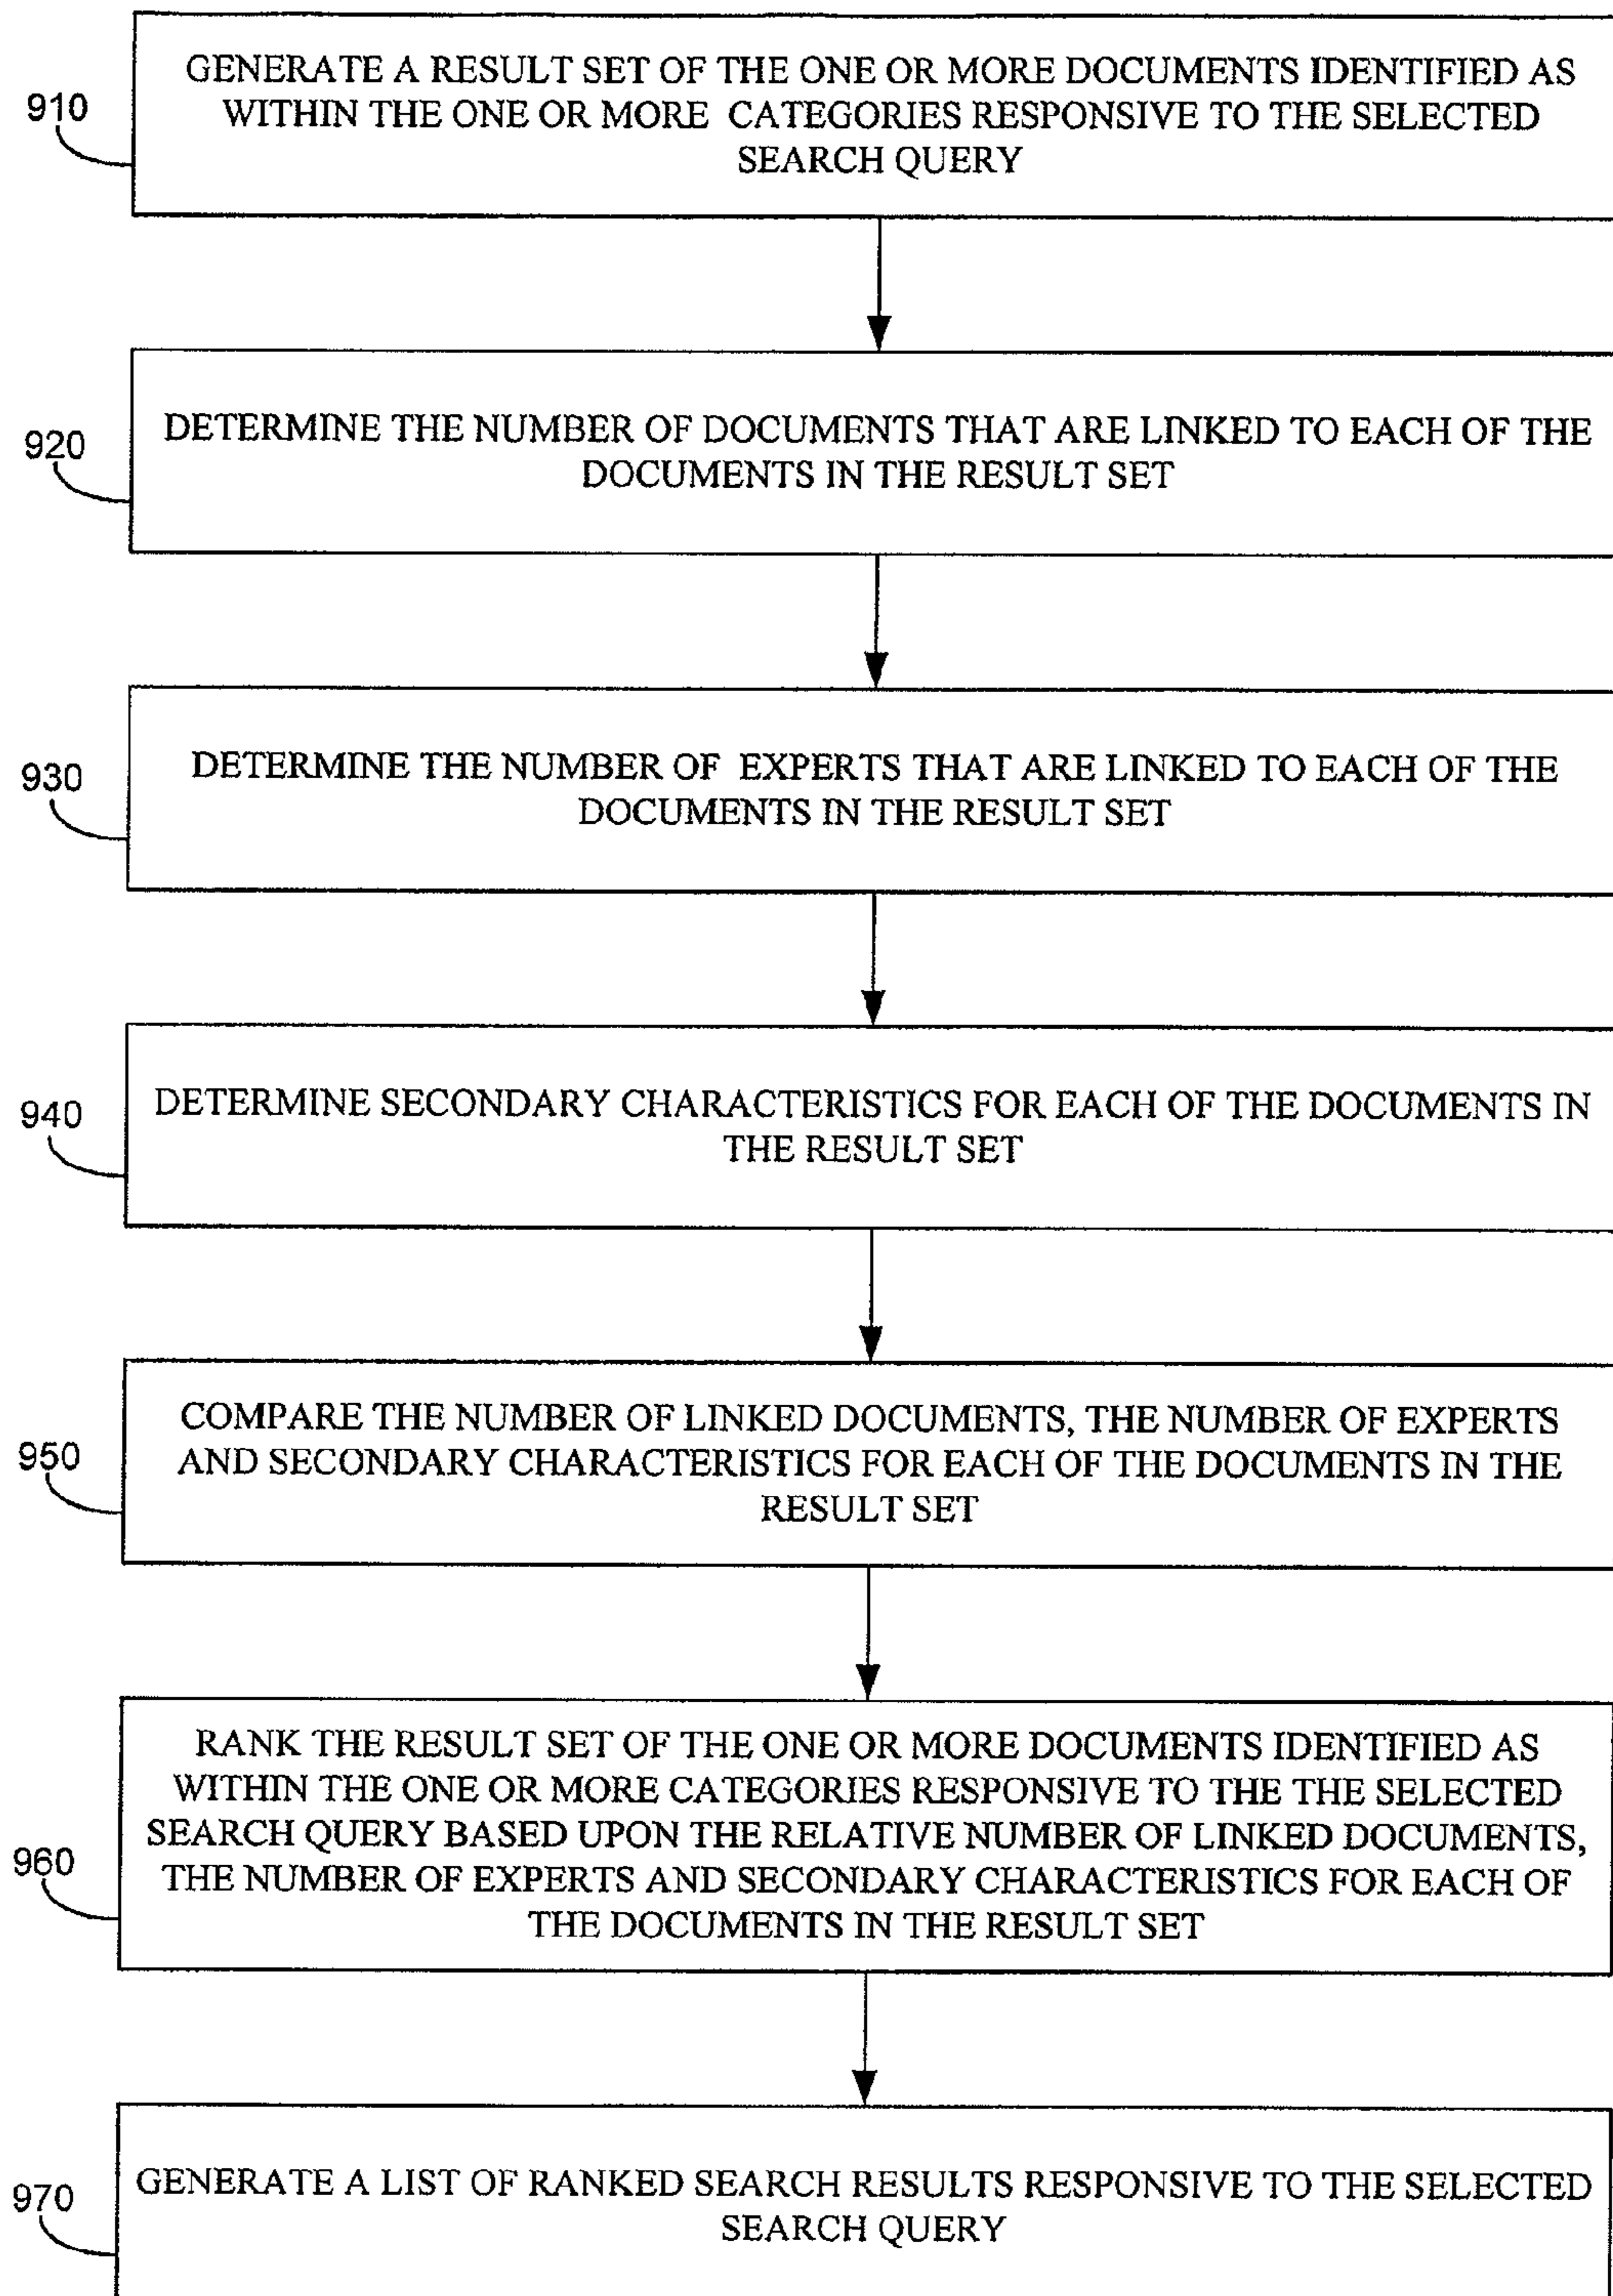 910
GENERATE A RESULT SET OF THE ONE OR MORE DOCUMENTS IDENTIFIED AS
WITHIN THE ONE OR MORE CATEGORIES RESPONSIVE TO THE SELECTED
SEARCH QUERY
920
DETERMINE THE NUMBER OF DOCUMENTS THAT ARE LINKED TO EACH OF THE
DOCUMENTS IN THE RESULT SET
930
DETERMINE THE NUMBER OF EXPERTS THAT ARE LINKED TO EACH OF THE
DOCUMENTS IN THE RESULT SET
940
DETERMINE SECONDARY CHARACTERISTICS FOR EACH OF THE DOCUMENTS IN
THE RESULT SET
950
COMPARE THE NUMBER OF LINKED DOCUMENTS, THE NUMBER OF EXPERTS
AND SECONDARY CHARACTERISTICS FOR EACH OF THE DOCUMENTS IN THE
RESULT SET
960
RANK THE RESULT SET OF THE ONE OR MORE DOCUMENTS IDENTIFIED AS
WITHIN THE ONE OR MORE CATEGORIES RESPONSIVE TO THE THE SELECTED
SEARCH QUERY BASED UPON THE RELATIVE NUMBER OF LINKED DOCUMENTS,
THE NUMBER OF EXPERTS AND SECONDARY CHARACTERISTICS FOR EACH OF
THE DOCUMENTS IN THE RESULT SET
970
GENERATE A LIST OF RANKED SEARCH RESULTS RESPONSIVE TO THE SELECTED
SEARCH QUERY